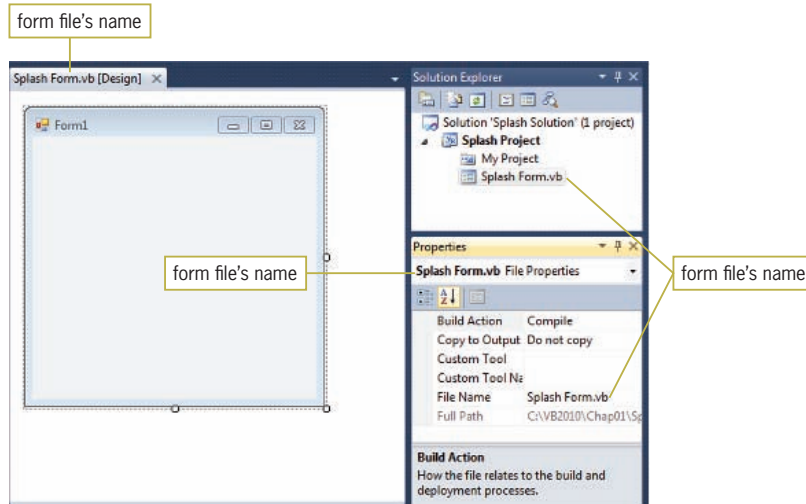 form file's name
Splash Form.vb [Design]
Form1
form file's name
Solution Explorer
Solution 'Splash Solution' (1 project)
Splash Project
My Project
Splash Form.vb
Properties
Splash Form.vb File Properties
form file's name
Build Action Compile
Copy to Output Do not copy
Custom Tool
Custom Tool Na
File Name Splash Form.vb
Full Path C:\VB2010\Chap01\Sp
Build Action
How the file relates to the build and
deployment processes.